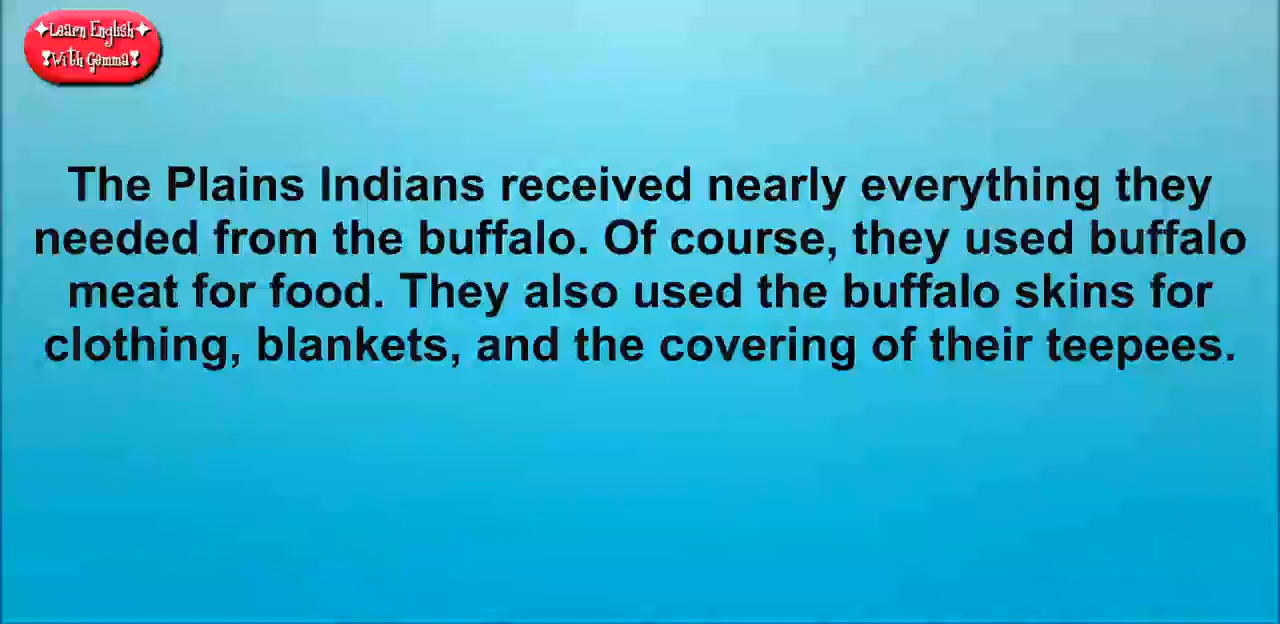 ✦Learn English✦
❣With Gemma❣
The Plains Indians received nearly everything they
needed from the buffalo. Of course, they used buffalo
meat for food. They also used the buffalo skins for
clothing, blankets, and the covering of their teepees.